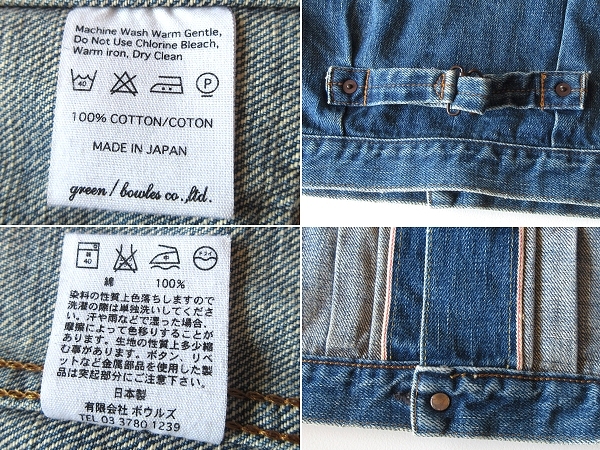 Machine Wash Warm Gentle,
Do Not Use Chlorine Bleach,
Warm iron, Dry Clean
40
P
100% COTTON/COTON
MADE IN JAPAN
green / bowles co.,ltd.
弱
40
ドライ
綿 100%
染料の性質上色落ちしますので
洗濯の際は単独洗いしてくださ
い。汗や雨などで湿った場合、
摩擦によって色移りすることが
あります。生地の性質上多少縮
む事があります。ボタン、リベ
ットなど金属部品を使用した製
品は突起部分にご注意下さい。
日本製
有限会社 ボウルズ
TEL 03 3780 1239